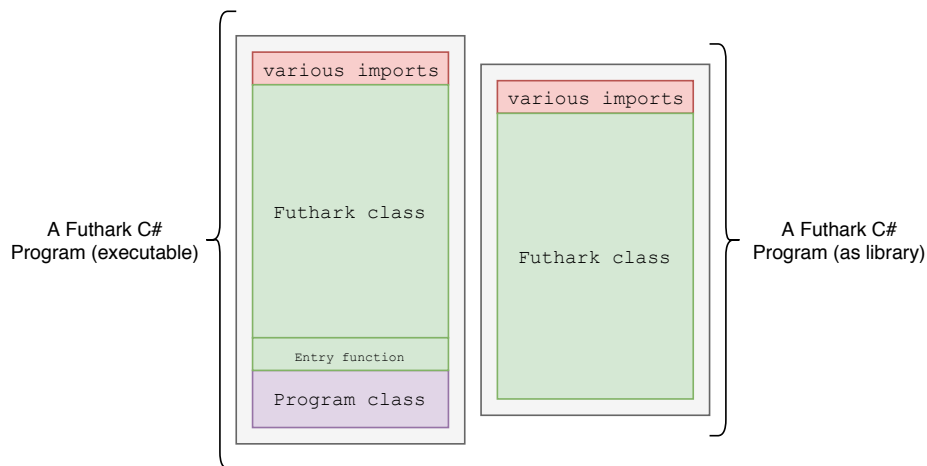 A Futhark C#
Program (executable)
various imports
Futhark class
Entry function
Program class
various imports
Futhark class
A Futhark C#
Program (as library)